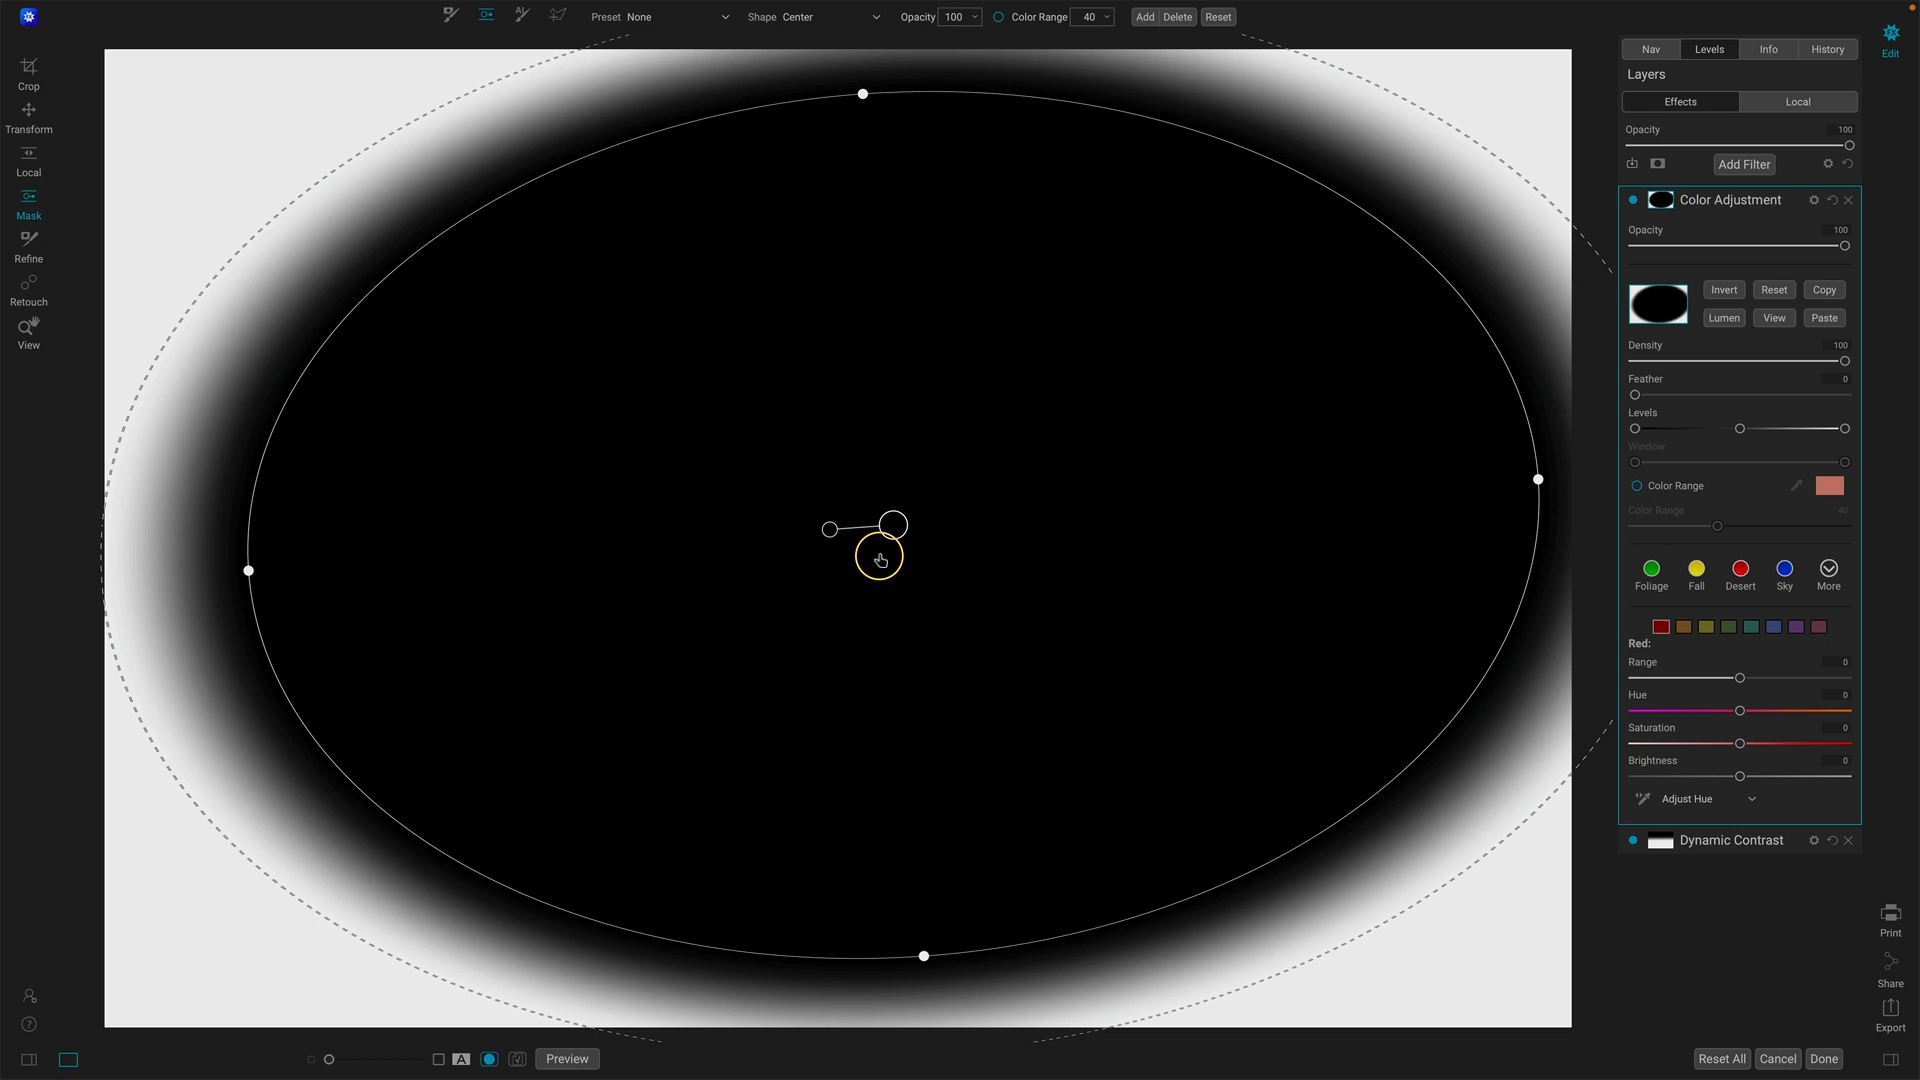 Preset None Shape Center Opacity 100 Color Range 40 Add Delete Reset
Crop
Transform
Local
Mask
Refine
Retouch
View
Nav Levels Info History
Edit
Layers
Effects Local
Opacity 100
Add Filter
Color Adjustment
Opacity 100
Invert Reset Copy
Lumen View Paste
Density 100
Feather 0
Levels
Window
Color Range
Color Range 40
Foliage Fall Desert Sky More
Red:
Range 0
Hue 0
Saturation 0
Brightness 0
Adjust Hue
Dynamic Contrast
Print
Share
Export
A Preview
Reset All Cancel Done